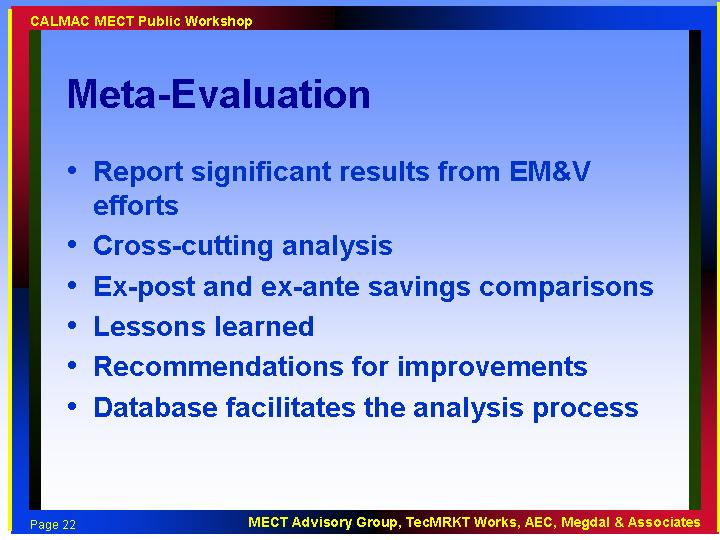 CALMAC MECT Public Workshop
Meta-Evaluation
• Report significant results from EM&V
efforts
• Cross-cutting analysis
• Ex-post and ex-ante savings comparisons
• Lessons learned
• Recommendations for improvements
• Database facilitates the analysis process
Page 22
MECT Advisory Group, TecMRKT Works, AEC, Megdal & Associates